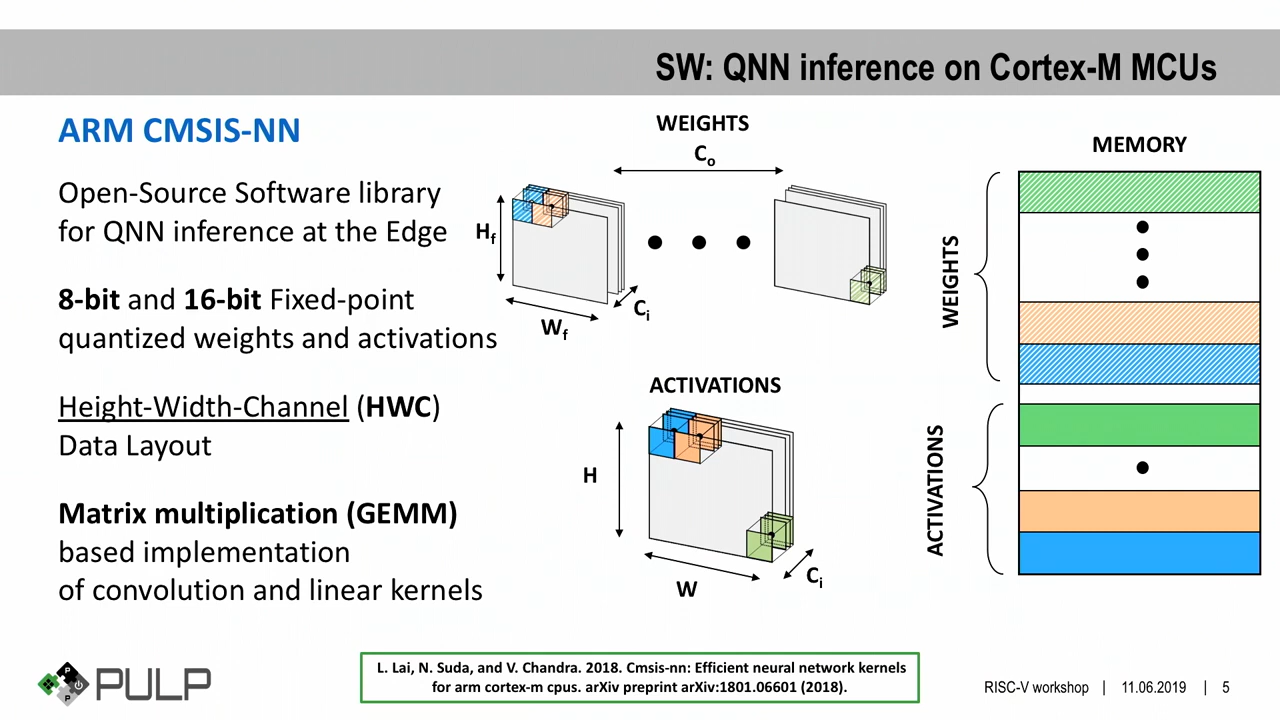 SW: QNN inference on Cortex-M MCUs
ARM CMSIS-NN
Open-Source Software library
for QNN inference at the Edge
8-bit and 16-bit Fixed-point
quantized weights and activations
Height-Width-Channel (HWC)
Data Layout
Matrix multiplication (GEMM)
based implementation
of convolution and linear kernels
WEIGHTS
Co
Hf
Wf
Ci
ACTIVATIONS
H
W
Ci
MEMORY
WEIGHTS
ACTIVATIONS
L. Lai, N. Suda, and V. Chandra. 2018. Cmsis-nn: Efficient neural network kernels
for arm cortex-m cpus. arXiv preprint arXiv:1801.06601 (2018).
PULP
RISC-V workshop | 11.06.2019 | 5